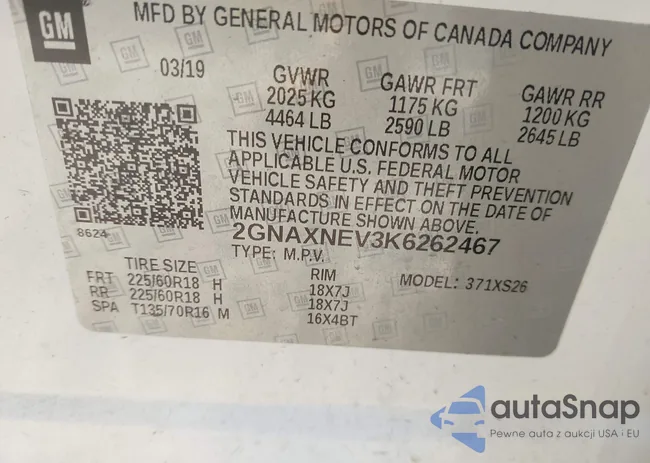 GM
MFD BY GENERAL MOTORS OF CANADA COMPANY
03/19
GVWR GAWR FRT GAWR RR
2025 KG 1175 KG 1200 KG
4464 LB 2590 LB 2645 LB
THIS VEHICLE CONFORMS TO ALL
APPLICABLE U.S. FEDERAL MOTOR
VEHICLE SAFETY AND THEFT PREVENTION
STANDARDS IN EFFECT ON THE DATE OF
MANUFACTURE SHOWN ABOVE.
8624
2GNAXNEV3K6262467
TYPE: M.P.V. MODEL: 371XS26
TIRE SIZE RIM
FRT 225/60R18 H 18X7J
RR 225/60R18 H 18X7J
SPA T135/70R16 M 16X4BT
autaSnap
Pewne auta z aukcji USA i EU